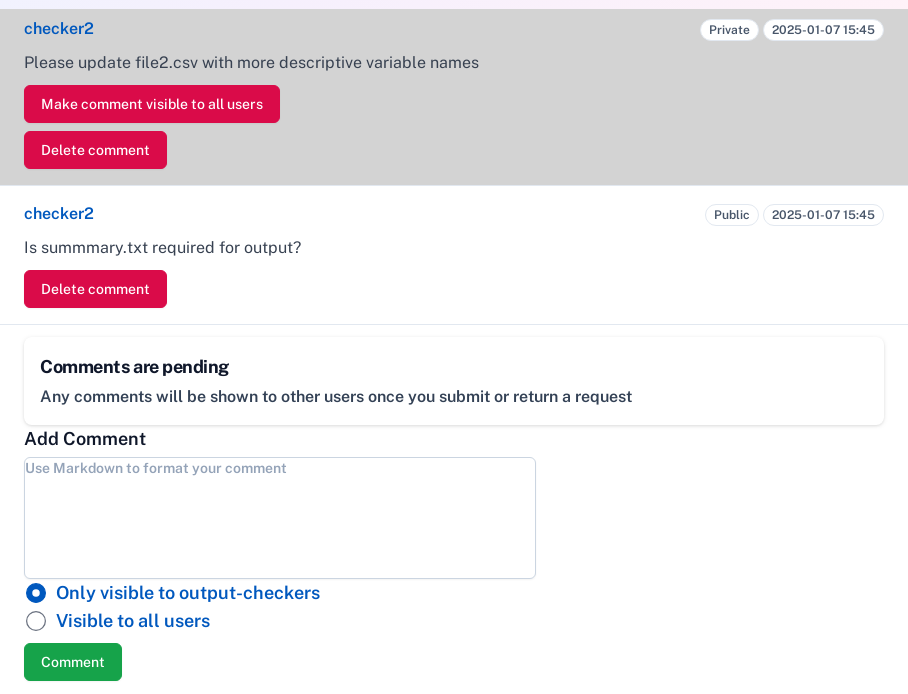 checker2 Private 2025-01-07 15:45
Please update file2.csv with more descriptive variable names
Make comment visible to all users
Delete comment
checker2 Public 2025-01-07 15:45
Is summmary.txt required for output?
Delete comment
Comments are pending
Any comments will be shown to other users once you submit or return a request
Add Comment
Use Markdown to format your comment
Only visible to output-checkers
Visible to all users
Comment